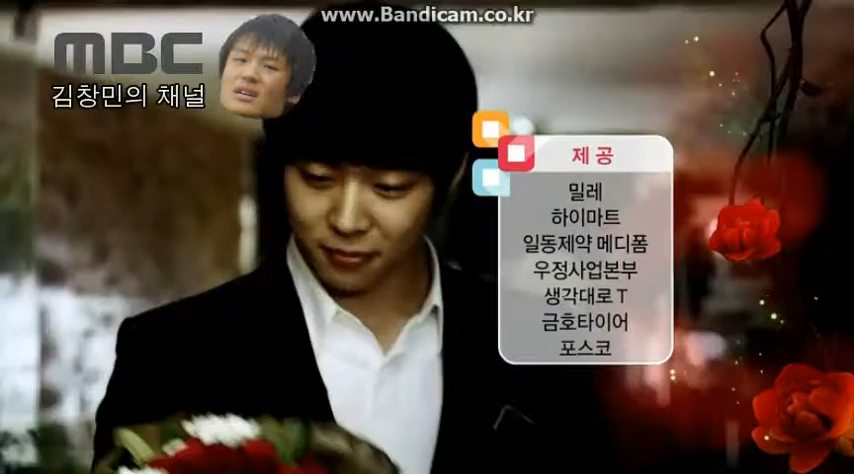 www.Bandicam.co.kr
MBC
김창민의 채널
제공
밀레
하이마트
일동제약 메디폼
우정사업본부
생각대로 T
금호타이어
포스코